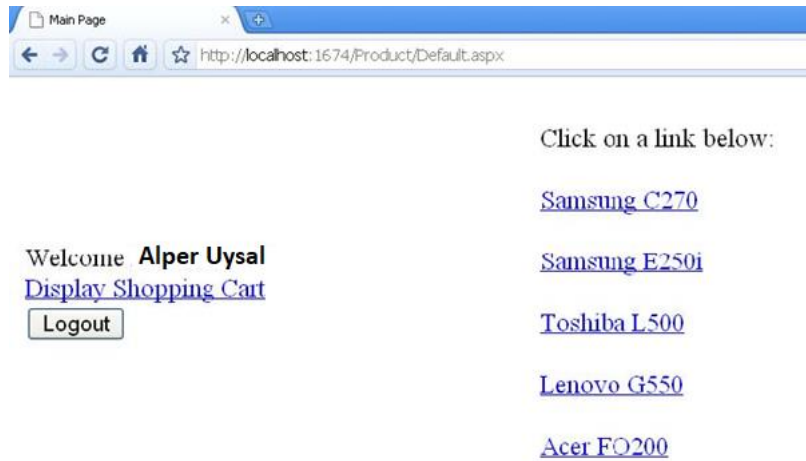 Main Page
http://localhost:1674/Product/Default.aspx
Click on a link below:
Samsung C270
Samsung E250i
Toshiba L500
Lenovo G550
Acer FO200
Welcome Alper Uysal
Display Shopping Cart
Logout